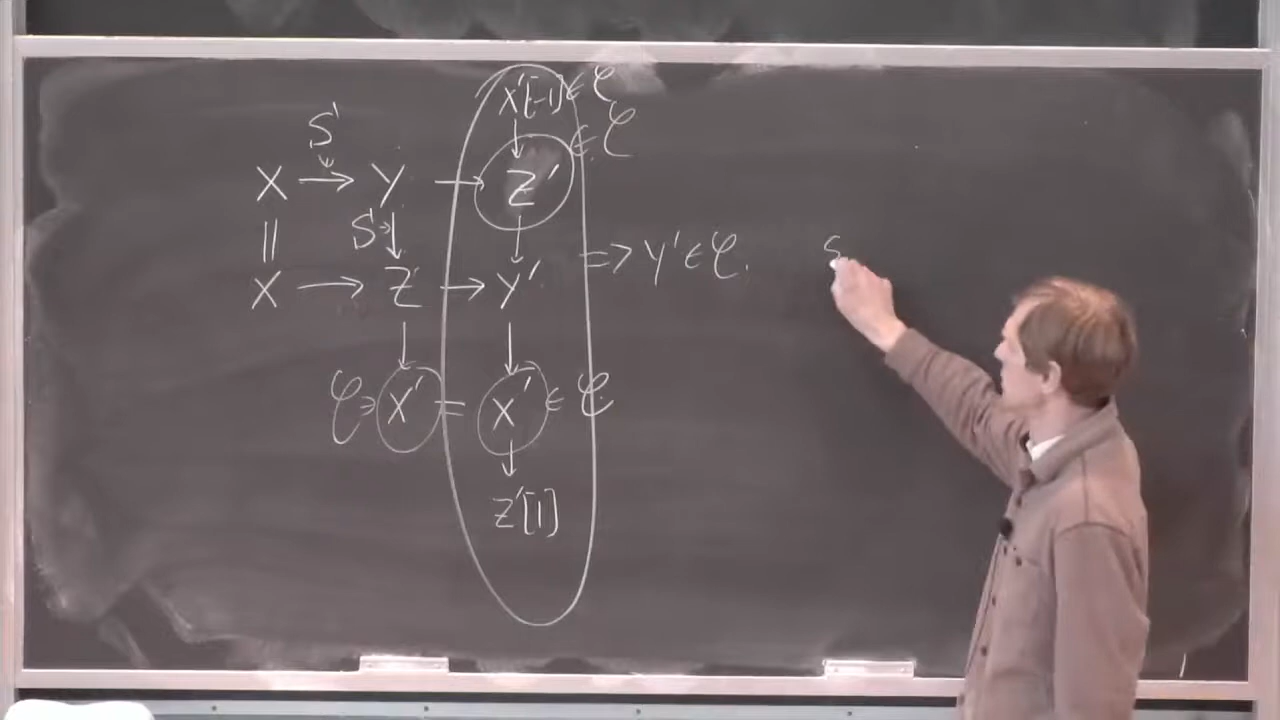 X'[-1] ∈ 𝒞
↓ ∈ 𝒞
S
X → Y → Z'
|| S → ↓ ↓ ⇒ Y' ∈ 𝒞. S
X → Z → Y'
↓ ↓
𝒞 ∋ X' = X' ∈ 𝒞
↓
Z'[1]